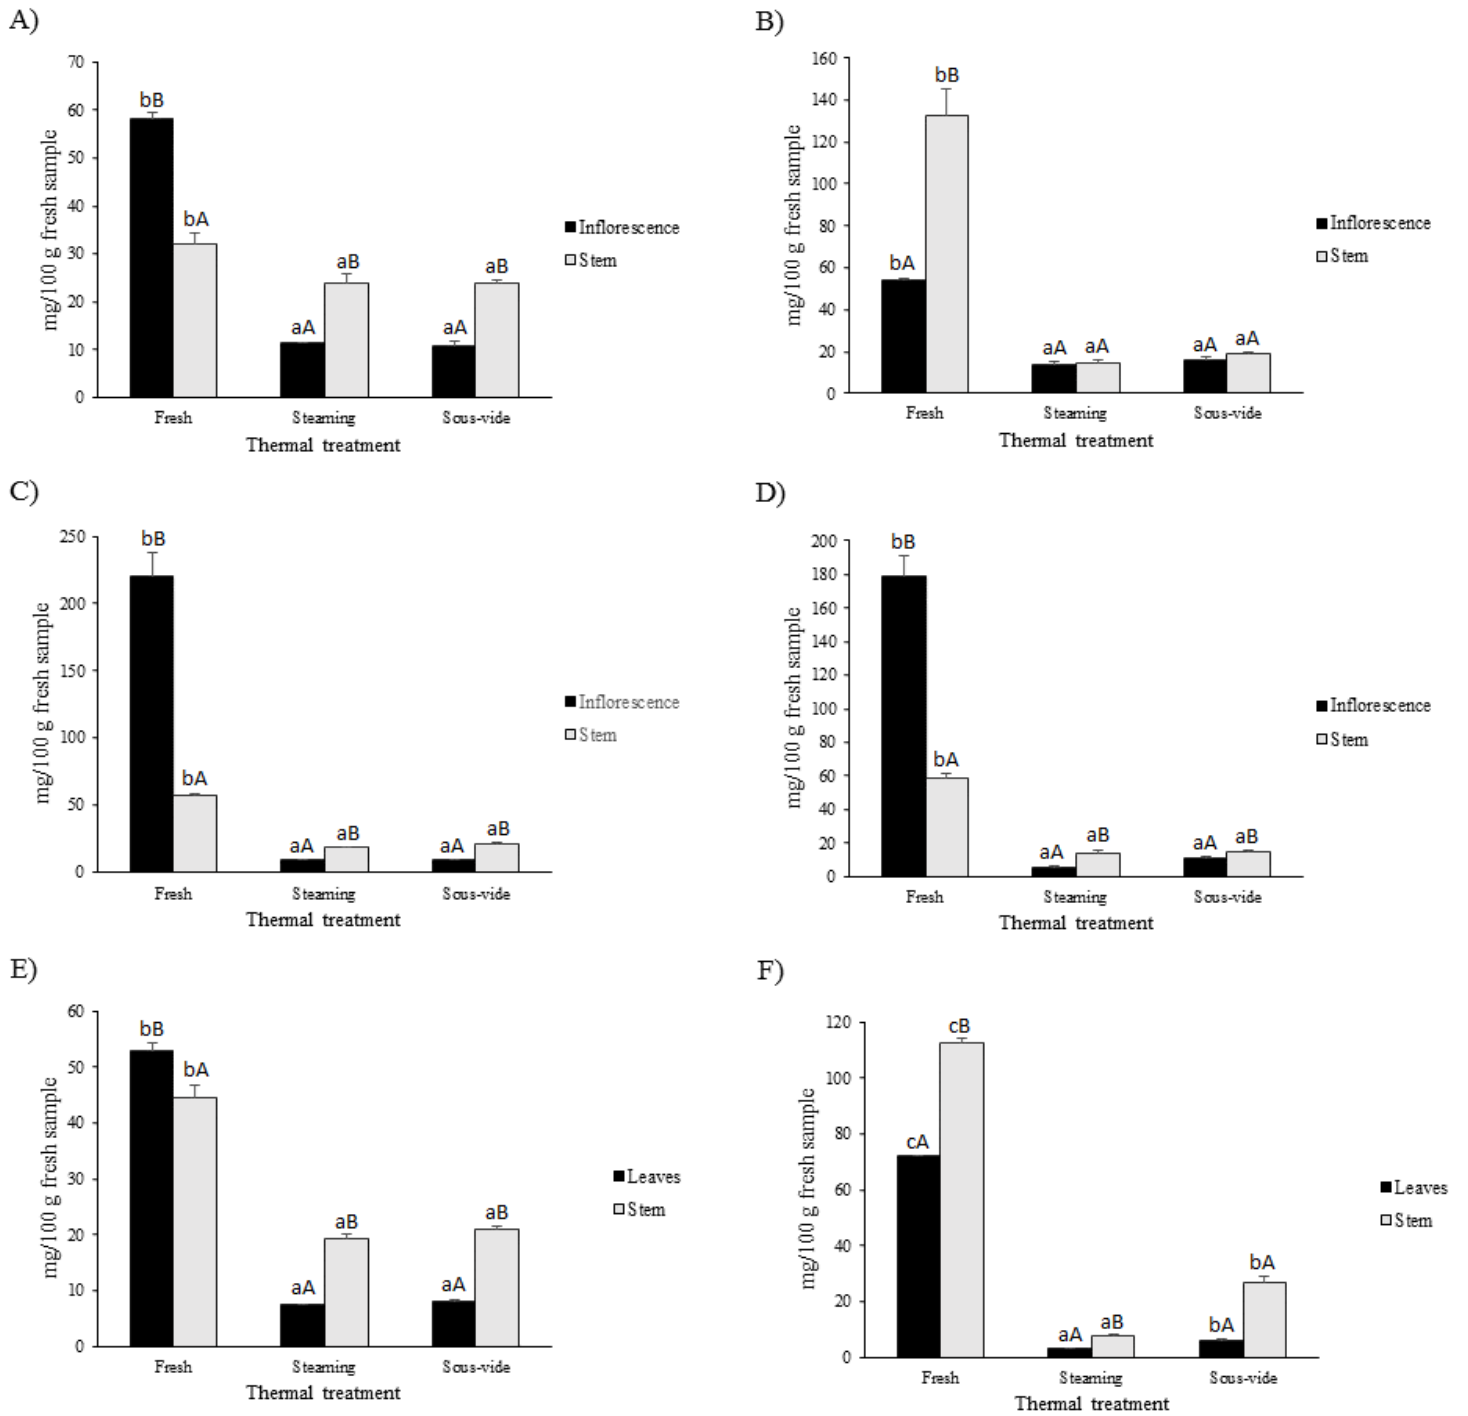 A)
70
60
50
40
30
20
10
0
mg/100 g fresh sample
bB
bA
aA
aB
aA
aB
Fresh
Steaming
Sous-vide
Thermal treatment
Inflorescence
Stem
B)
160
140
120
100
80
60
40
20
0
mg/100 g fresh sample
bA
bB
aA
aA
aA
aA
Fresh
Steaming
Sous-vide
Thermal treatment
Inflorescence
Stem
C)
250
200
150
100
50
0
mg/100 g fresh sample
bB
bA
aA
aB
aA
aB
Fresh
Steaming
Sous-vide
Thermal treatment
Inflorescence
Stem
D)
200
180
160
140
120
100
80
60
40
20
0
mg/100 g fresh sample
bB
bA
aA
aB
aA
aB
Fresh
Steaming
Sous-vide
Thermal treatment
Inflorescence
Stem
E)
60
50
40
30
20
10
0
mg/100 g fresh sample
bB
bA
aA
aB
aA
aB
Fresh
Steaming
Sous-vide
Thermal treatment
Leaves
Stem
F)
120
100
80
60
40
20
0
mg/100 g fresh sample
cA
cB
aA
aB
bA
bA
Fresh
Steaming
Sous-vide
Thermal treatment
Leaves
Stem